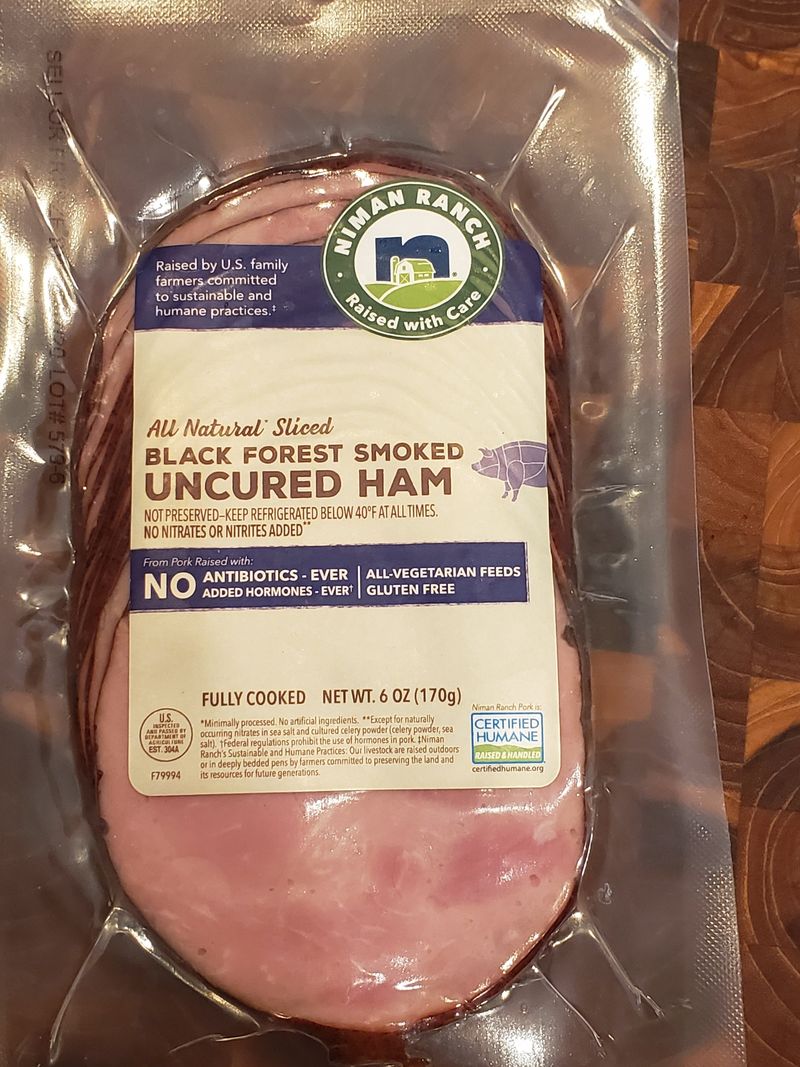 NIMAN RANCH
n
Raised with Care
Raised by U.S. family
farmers committed
to sustainable and
humane practices.‡
All Natural* Sliced
BLACK FOREST SMOKED
UNCURED HAM
NOT PRESERVED-KEEP REFRIGERATED BELOW 40°F AT ALL TIMES.
NO NITRATES OR NITRITES ADDED**
From Pork Raised with:
NO ANTIBIOTICS - EVER
ADDED HORMONES - EVER†
ALL-VEGETARIAN FEEDS
GLUTEN FREE
FULLY COOKED NET WT. 6 OZ (170g)
U.S.
INSPECTED
AND PASSED BY
DEPARTMENT OF
AGRICULTURE
EST. 304A
F79994
*Minimally processed. No artificial ingredients. **Except for naturally
occurring nitrates in sea salt and cultured celery powder (celery powder, sea
salt). †Federal regulations prohibit the use of hormones in pork. ‡Niman
Ranch's Sustainable and Humane Practices: Our livestock are raised outdoors
or in deeply bedded pens by farmers committed to preserving the land and
its resources for future generations.
Niman Ranch Pork is:
CERTIFIED
HUMANE
RAISED & HANDLED
certifiedhumane.org
SELL OR
LOT#